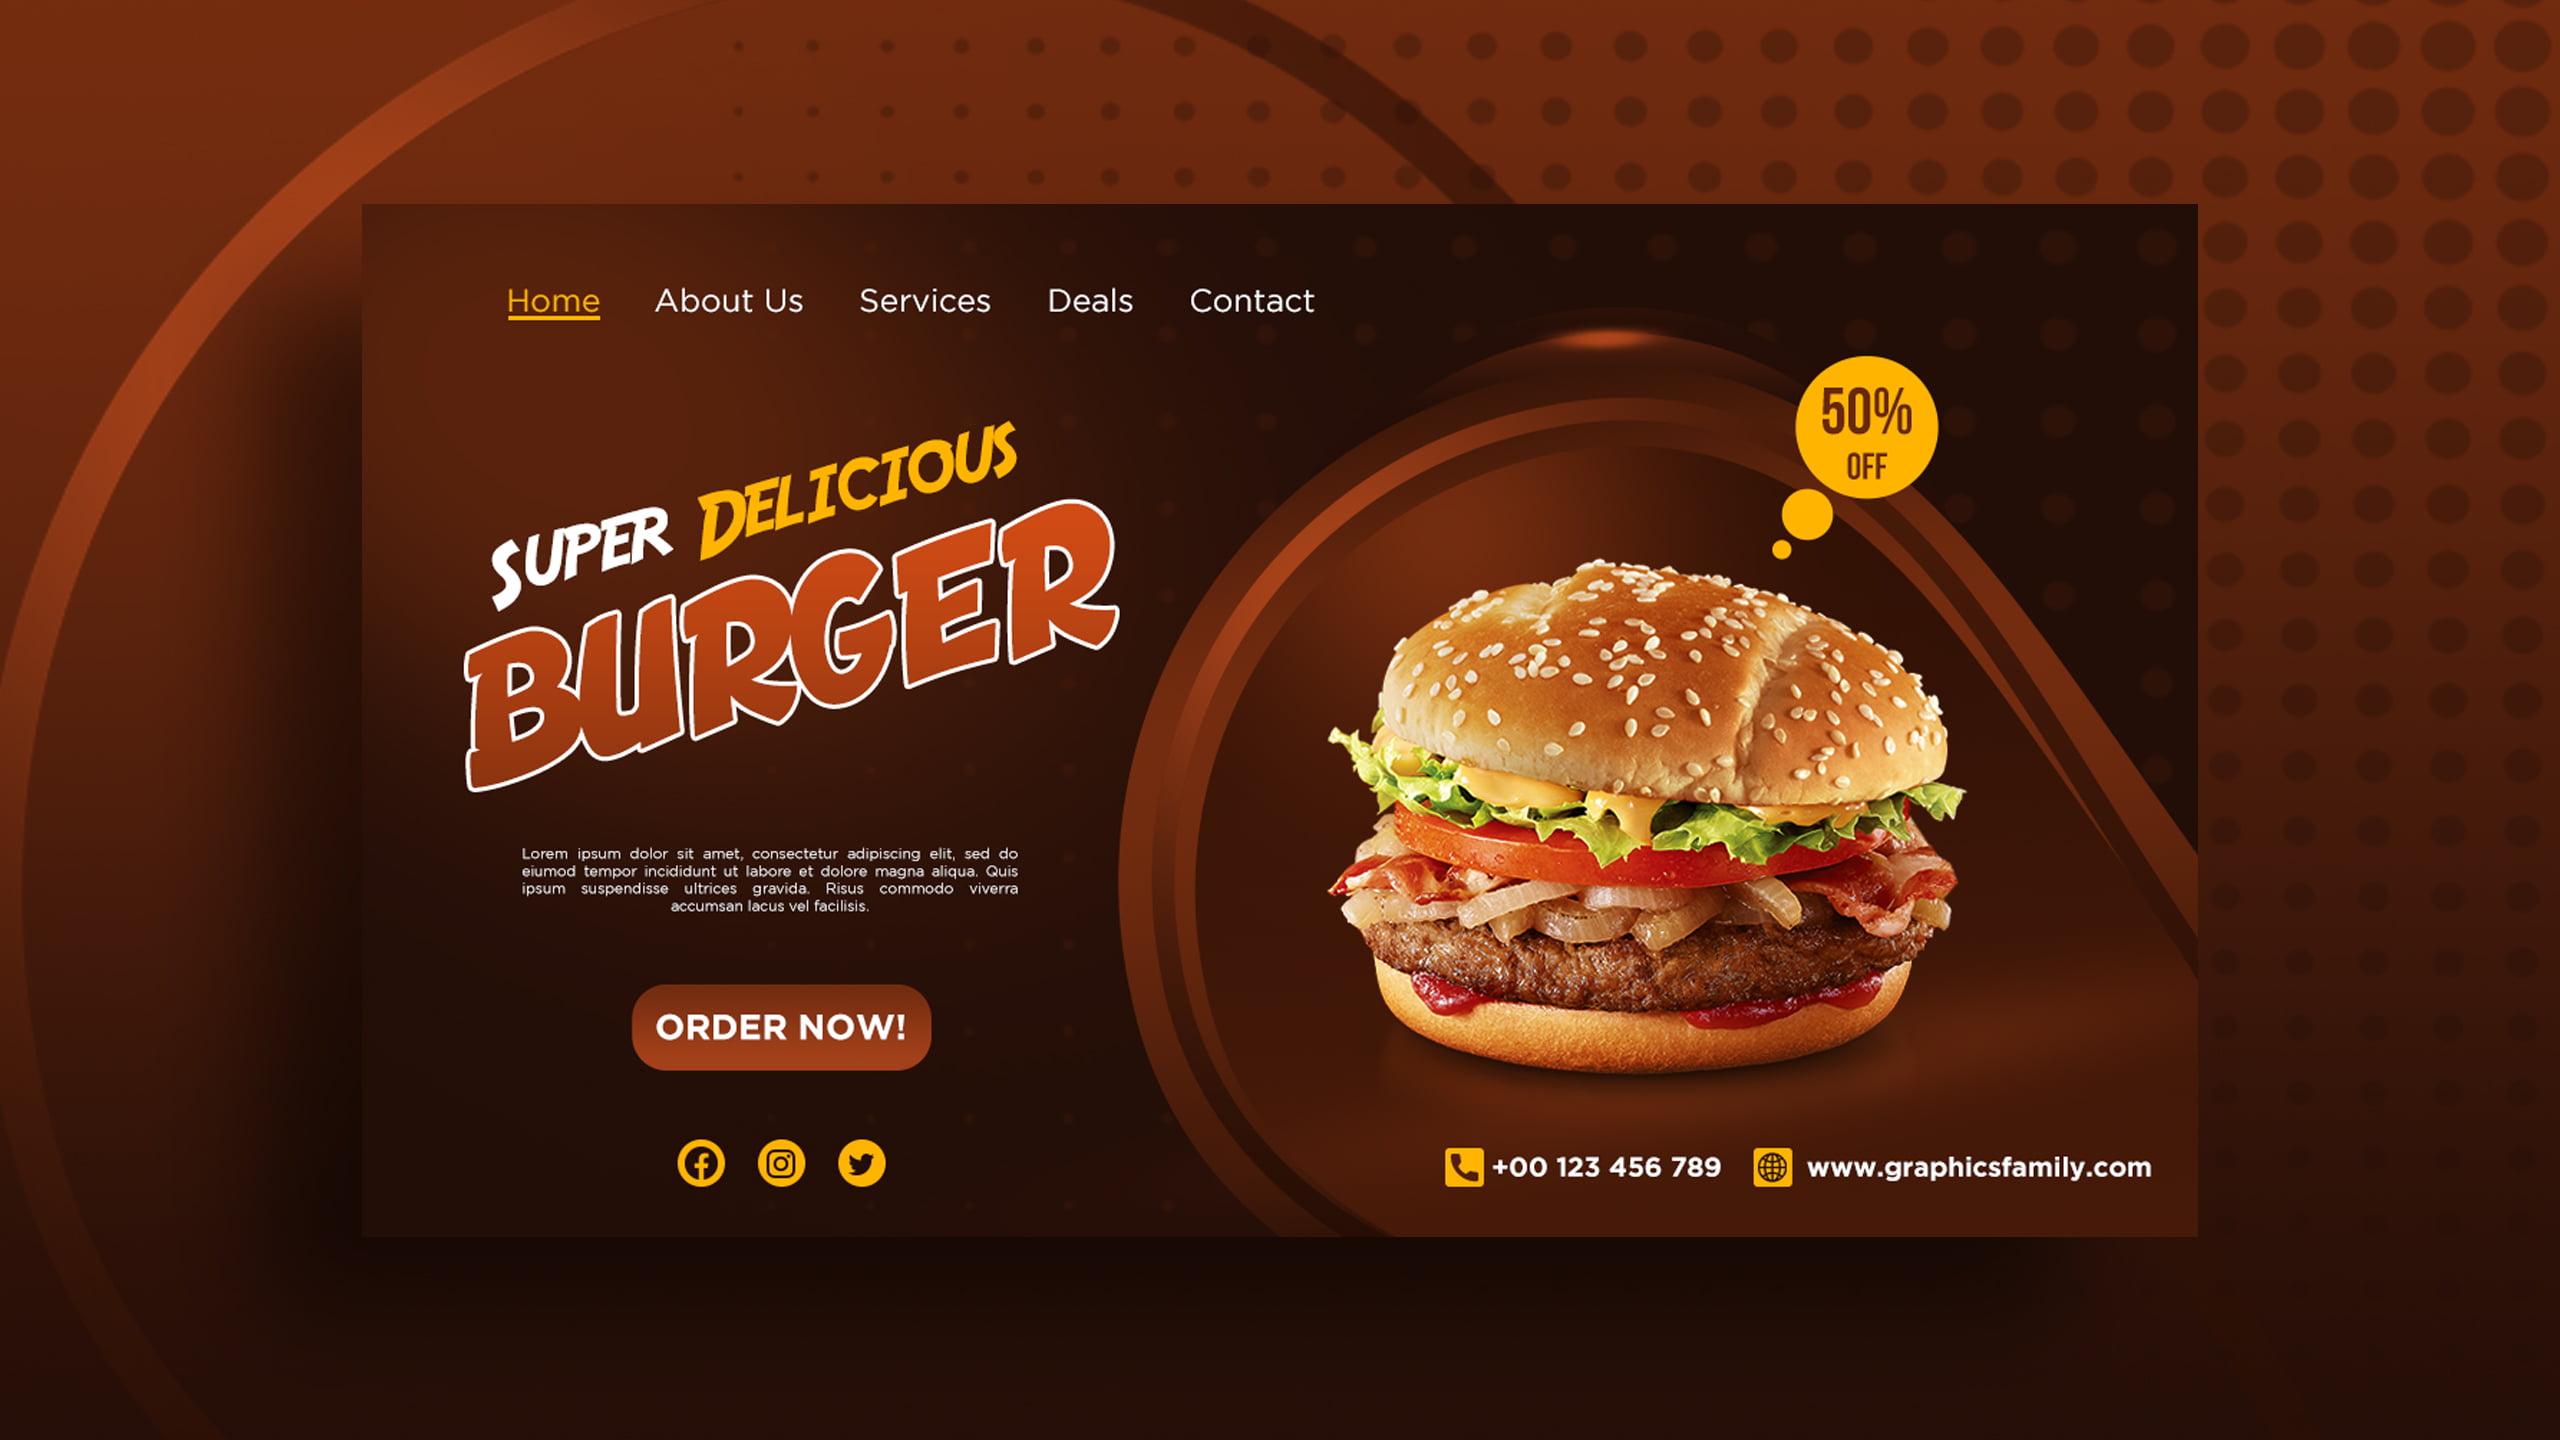 Home About Us Services Deals Contact
50%
OFF
SUPER DELICIOUS
BURGER
Lorem ipsum dolor sit amet, consectetur adipiscing elit, sed do
eiumod tempor incididunt ut labore et dolore magna aliqua. Quis
ipsum suspendisse ultrices gravida. Risus commodo viverra
accumsan lacus vel facilisis.
ORDER NOW!
+00 123 456 789 www.graphicsfamily.com